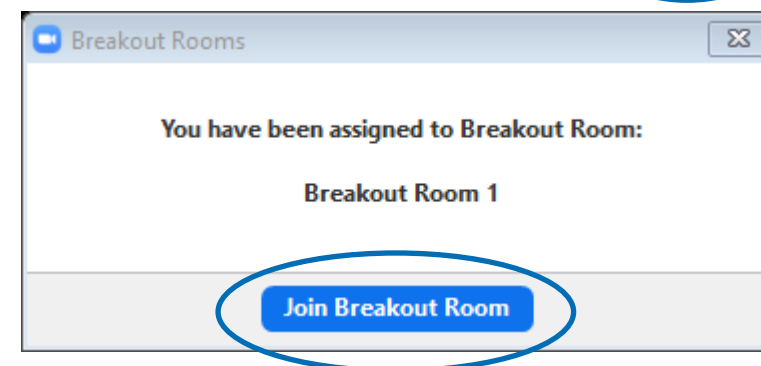 Breakout Rooms
You have been assigned to Breakout Room:
Breakout Room 1
Join Breakout Room